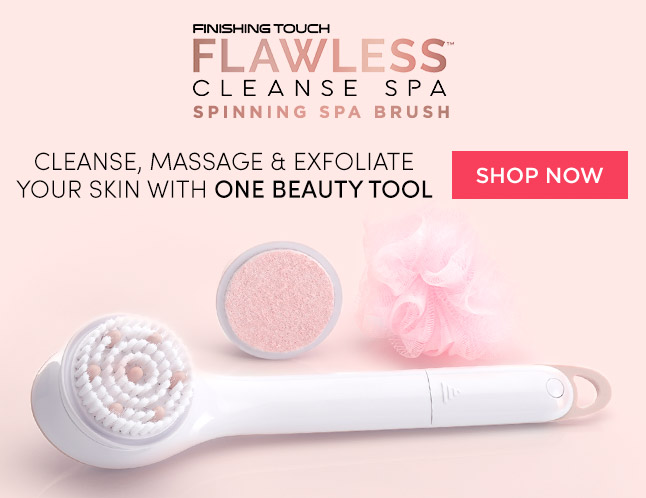 FINISHING TOUCH
FLAWLESS™
CLEANSE SPA
SPINNING SPA BRUSH
CLEANSE, MASSAGE & EXFOLIATE
YOUR SKIN WITH ONE BEAUTY TOOL
SHOP NOW